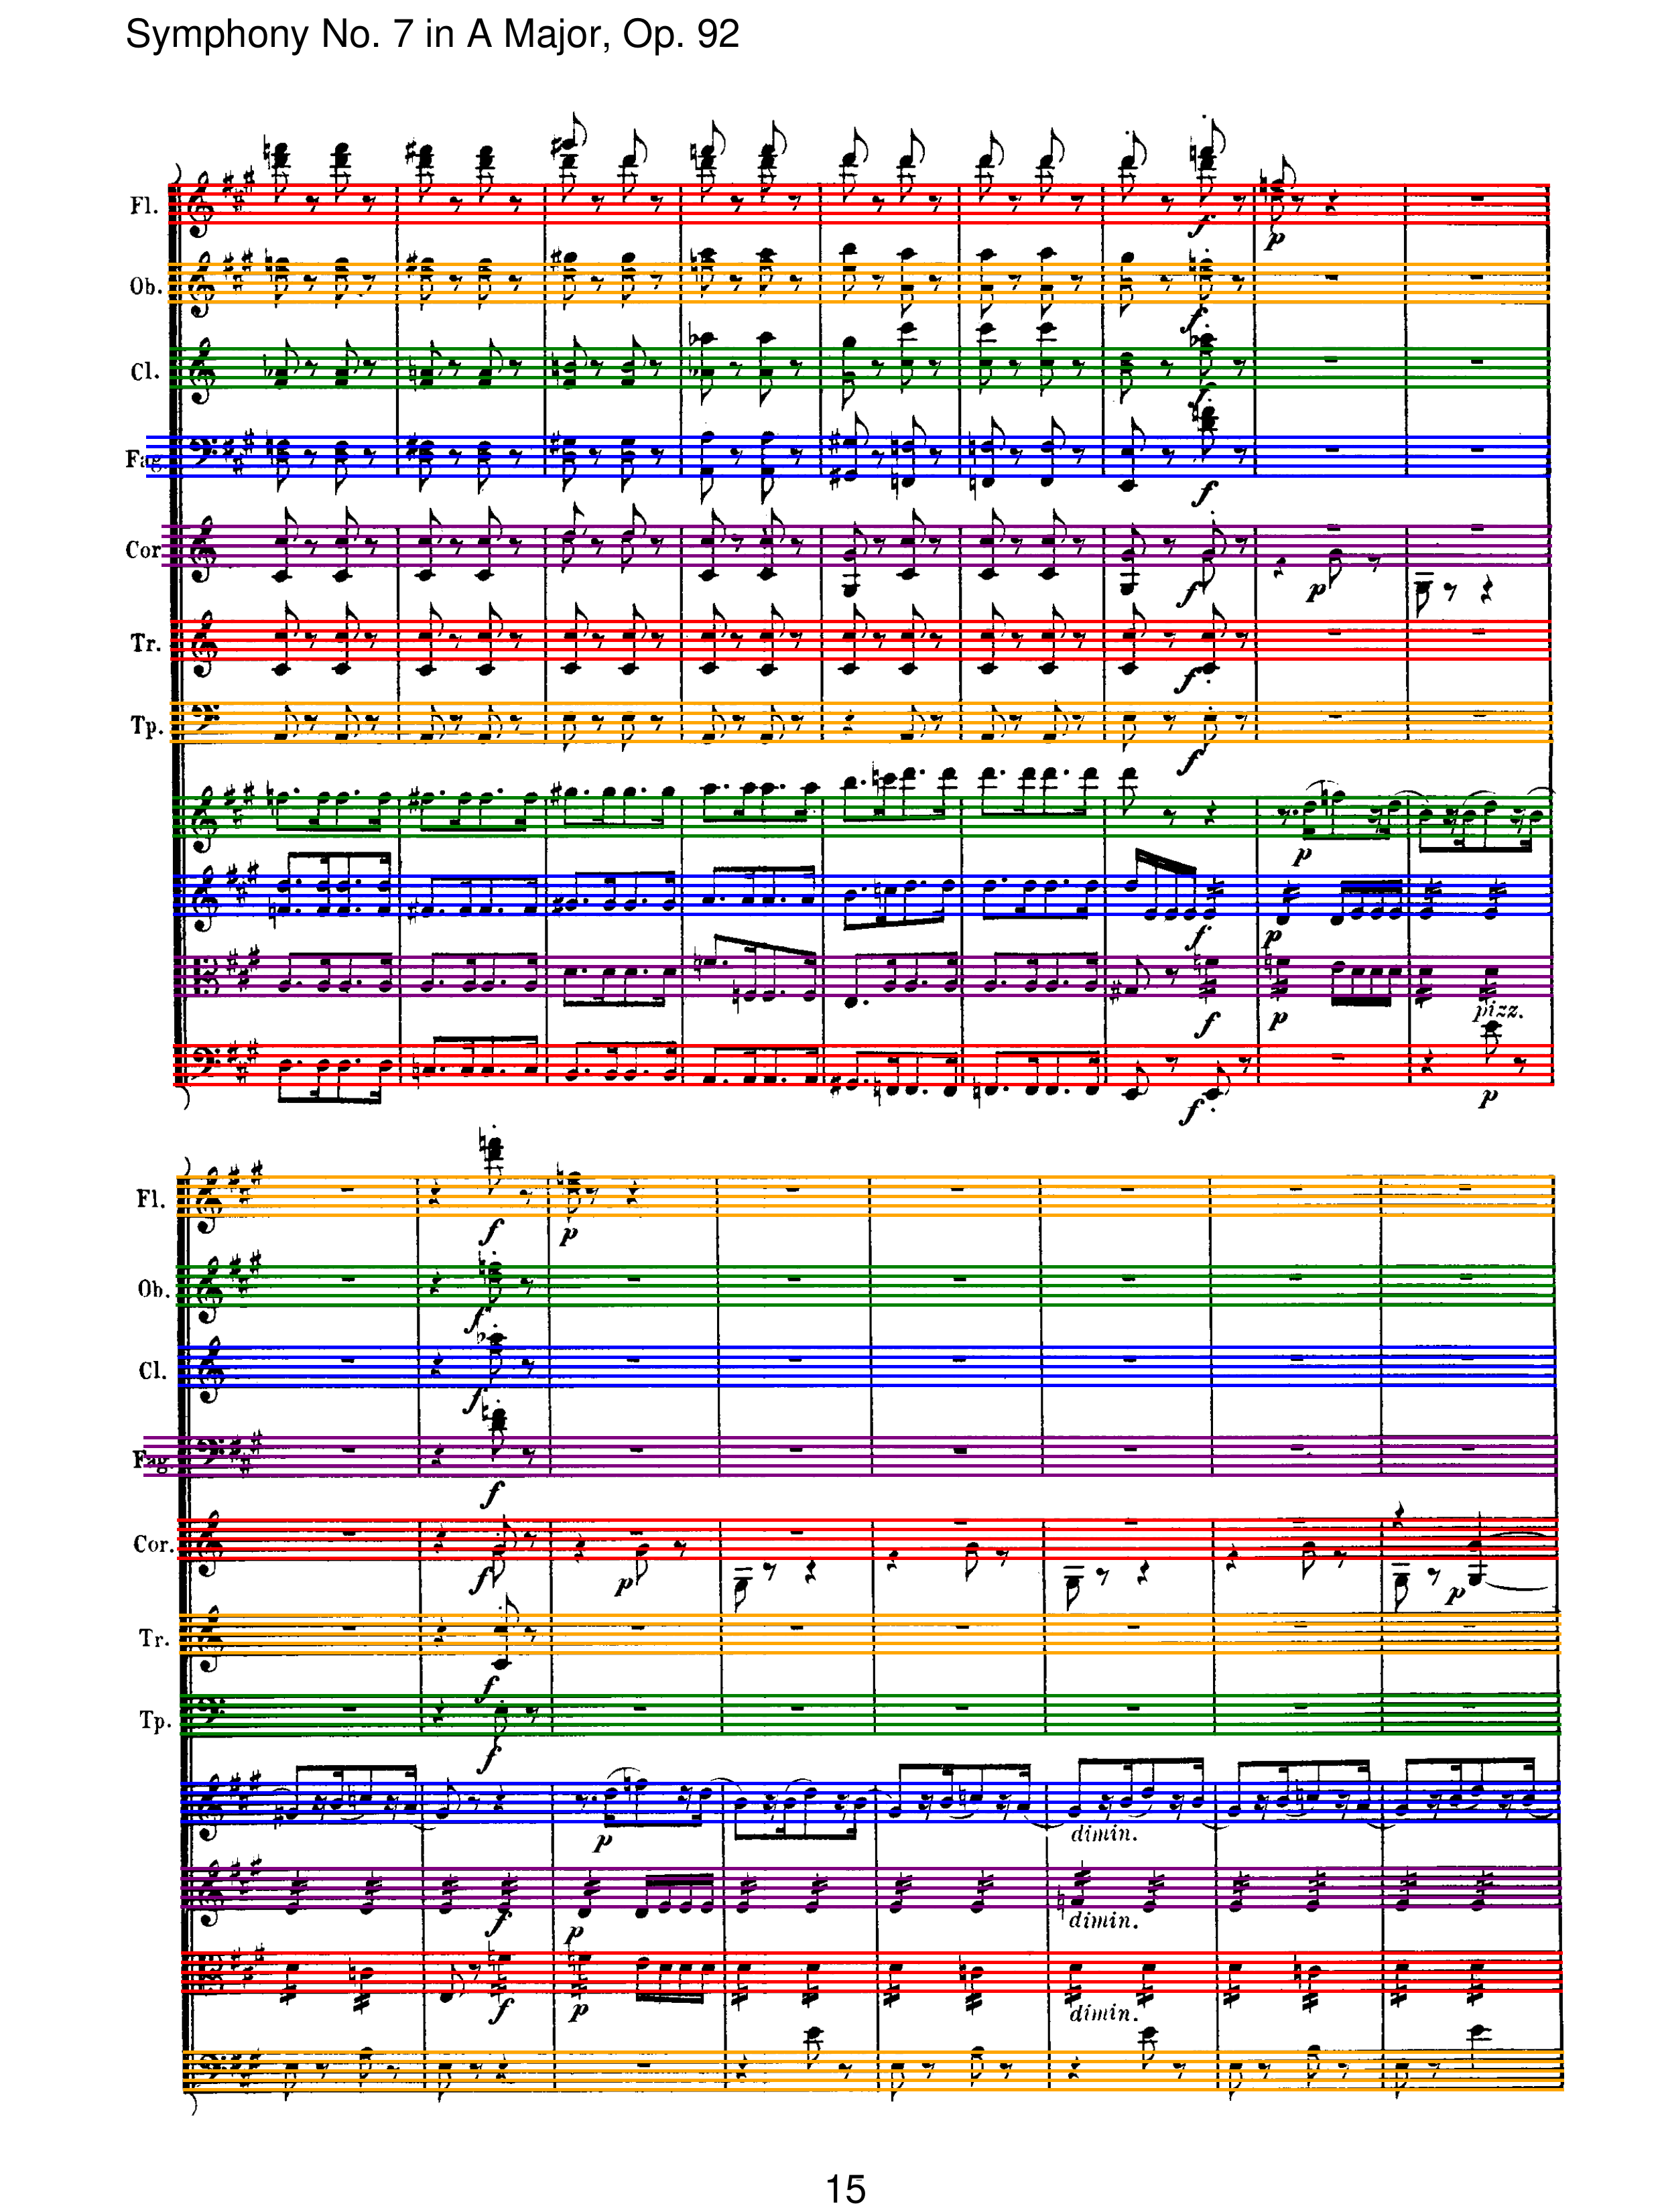 Symphony No. 7 in A Major, Op. 92
Fl.
f
p
Ob.
f
Cl.
f
Fag
f
Cor
f
p
Tr.
f
Tp.
f
p
f
p
f
p
pizz.
f
p
Fl.
f
p
Ob.
f
Cl.
f
Fag.
f
Cor.
f
p
p
Tr.
f
Tp.
f
p
dimin.
f
p
dimin.
f
p
dimin.
15